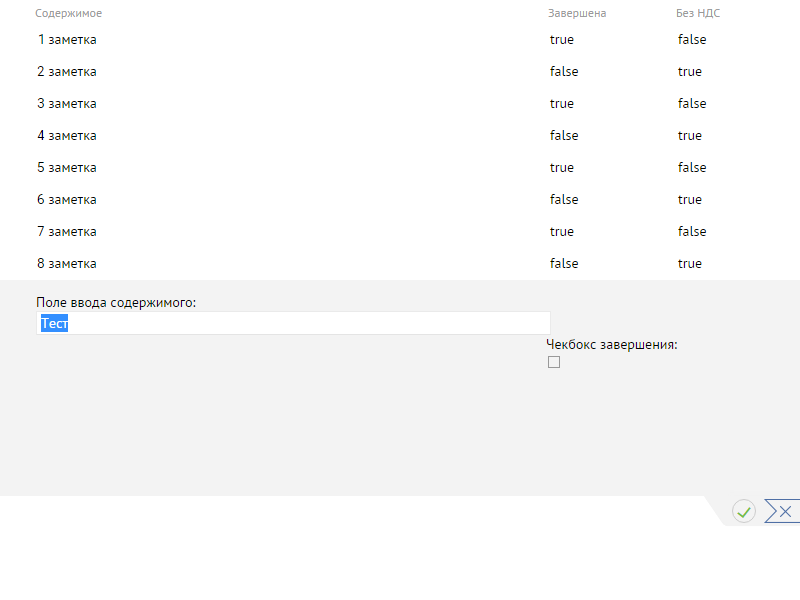 Содержимое Завершена Без НДС
1 заметка true false
2 заметка false true
3 заметка true false
4 заметка false true
5 заметка true false
6 заметка false true
7 заметка true false
8 заметка false true
Поле ввода содержимого:
Тест
Чекбокс завершения: